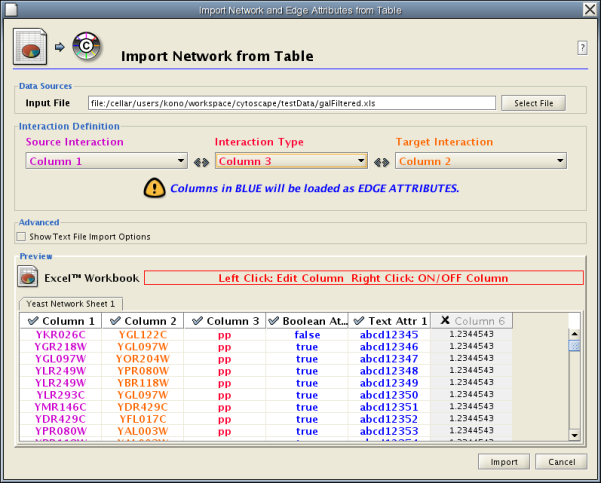 Import Network and Edge Attributes from Table
C
Import Network from Table
?
Data Sources
Input File file:/cellar/users/kono/workspace/cytoscape/testData/galFiltered.xls Select File
Interaction Definition
Source Interaction Interaction Type Target Interaction
Column 1 Column 3 Column 2
Columns in BLUE will be loaded as EDGE ATTRIBUTES.
Advanced
Show Text File Import Options
Preview
Excel™ Workbook Left Click: Edit Column Right Click: ON/OFF Column
Yeast Network Sheet 1
Column 1 Column 2 Column 3 Boolean At... Text Attr 1 Column 6
YKR026C YGL122C pp false abcd12345 1.2344543
YGR218W YGL097W pp true abcd12346 1.2344543
YGL097W YOR204W pp true abcd12347 1.2344543
YLR249W YPR080W pp true abcd12348 1.2344543
YLR249W YBR118W pp true abcd12349 1.2344543
YLR293C YGL097W pp true abcd12350 1.2344543
YMR146C YDR429C pp true abcd12351 1.2344543
YDR429C YFL017C pp true abcd12352 1.2344543
YPR080W YAL003W pp true abcd12353 1.2344543
YBR118W YAL003W pp true abcd12354 1.2344543
Import Cancel